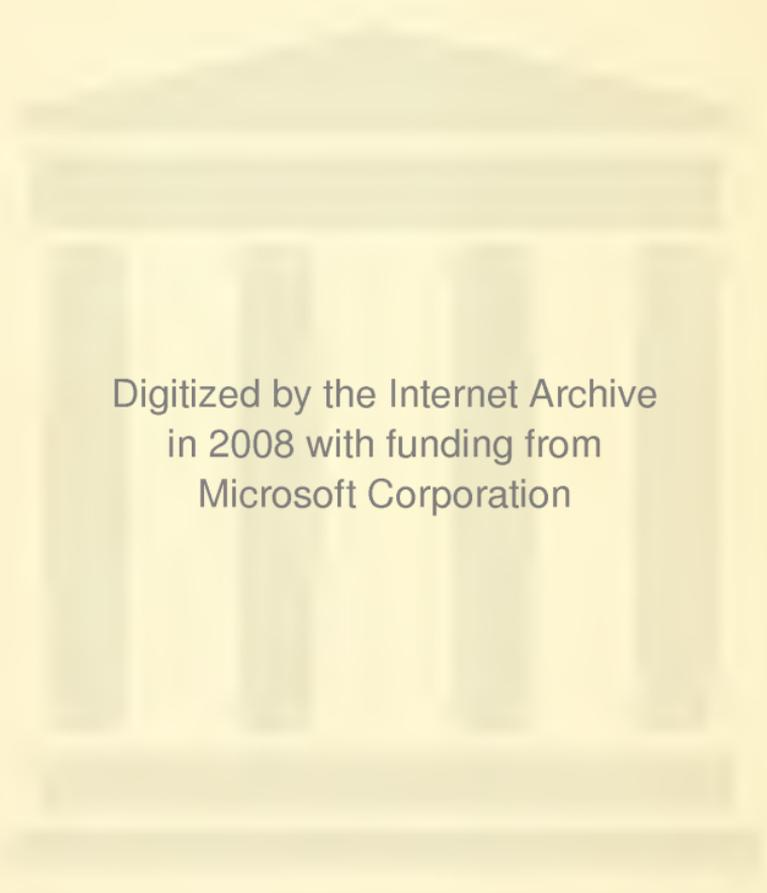 Digitized by the Internet Archive
in 2008 with funding from
Microsoft Corporation